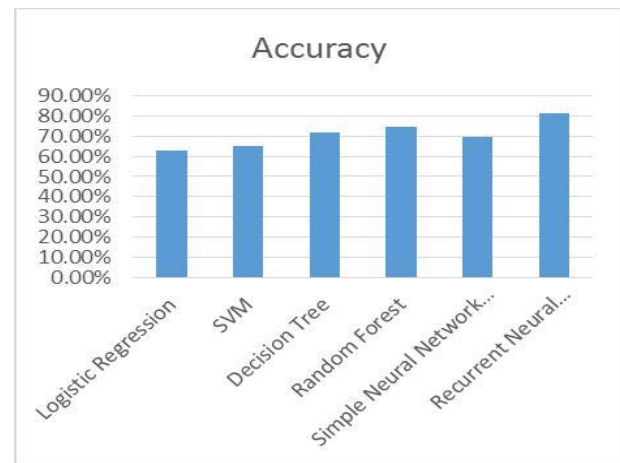 Accuracy
90.00%
80.00%
70.00%
60.00%
50.00%
40.00%
30.00%
20.00%
10.00%
0.00%
Logistic Regression
SVM
Decision Tree
Random Forest
Simple Neural Network...
Recurrent Neural...